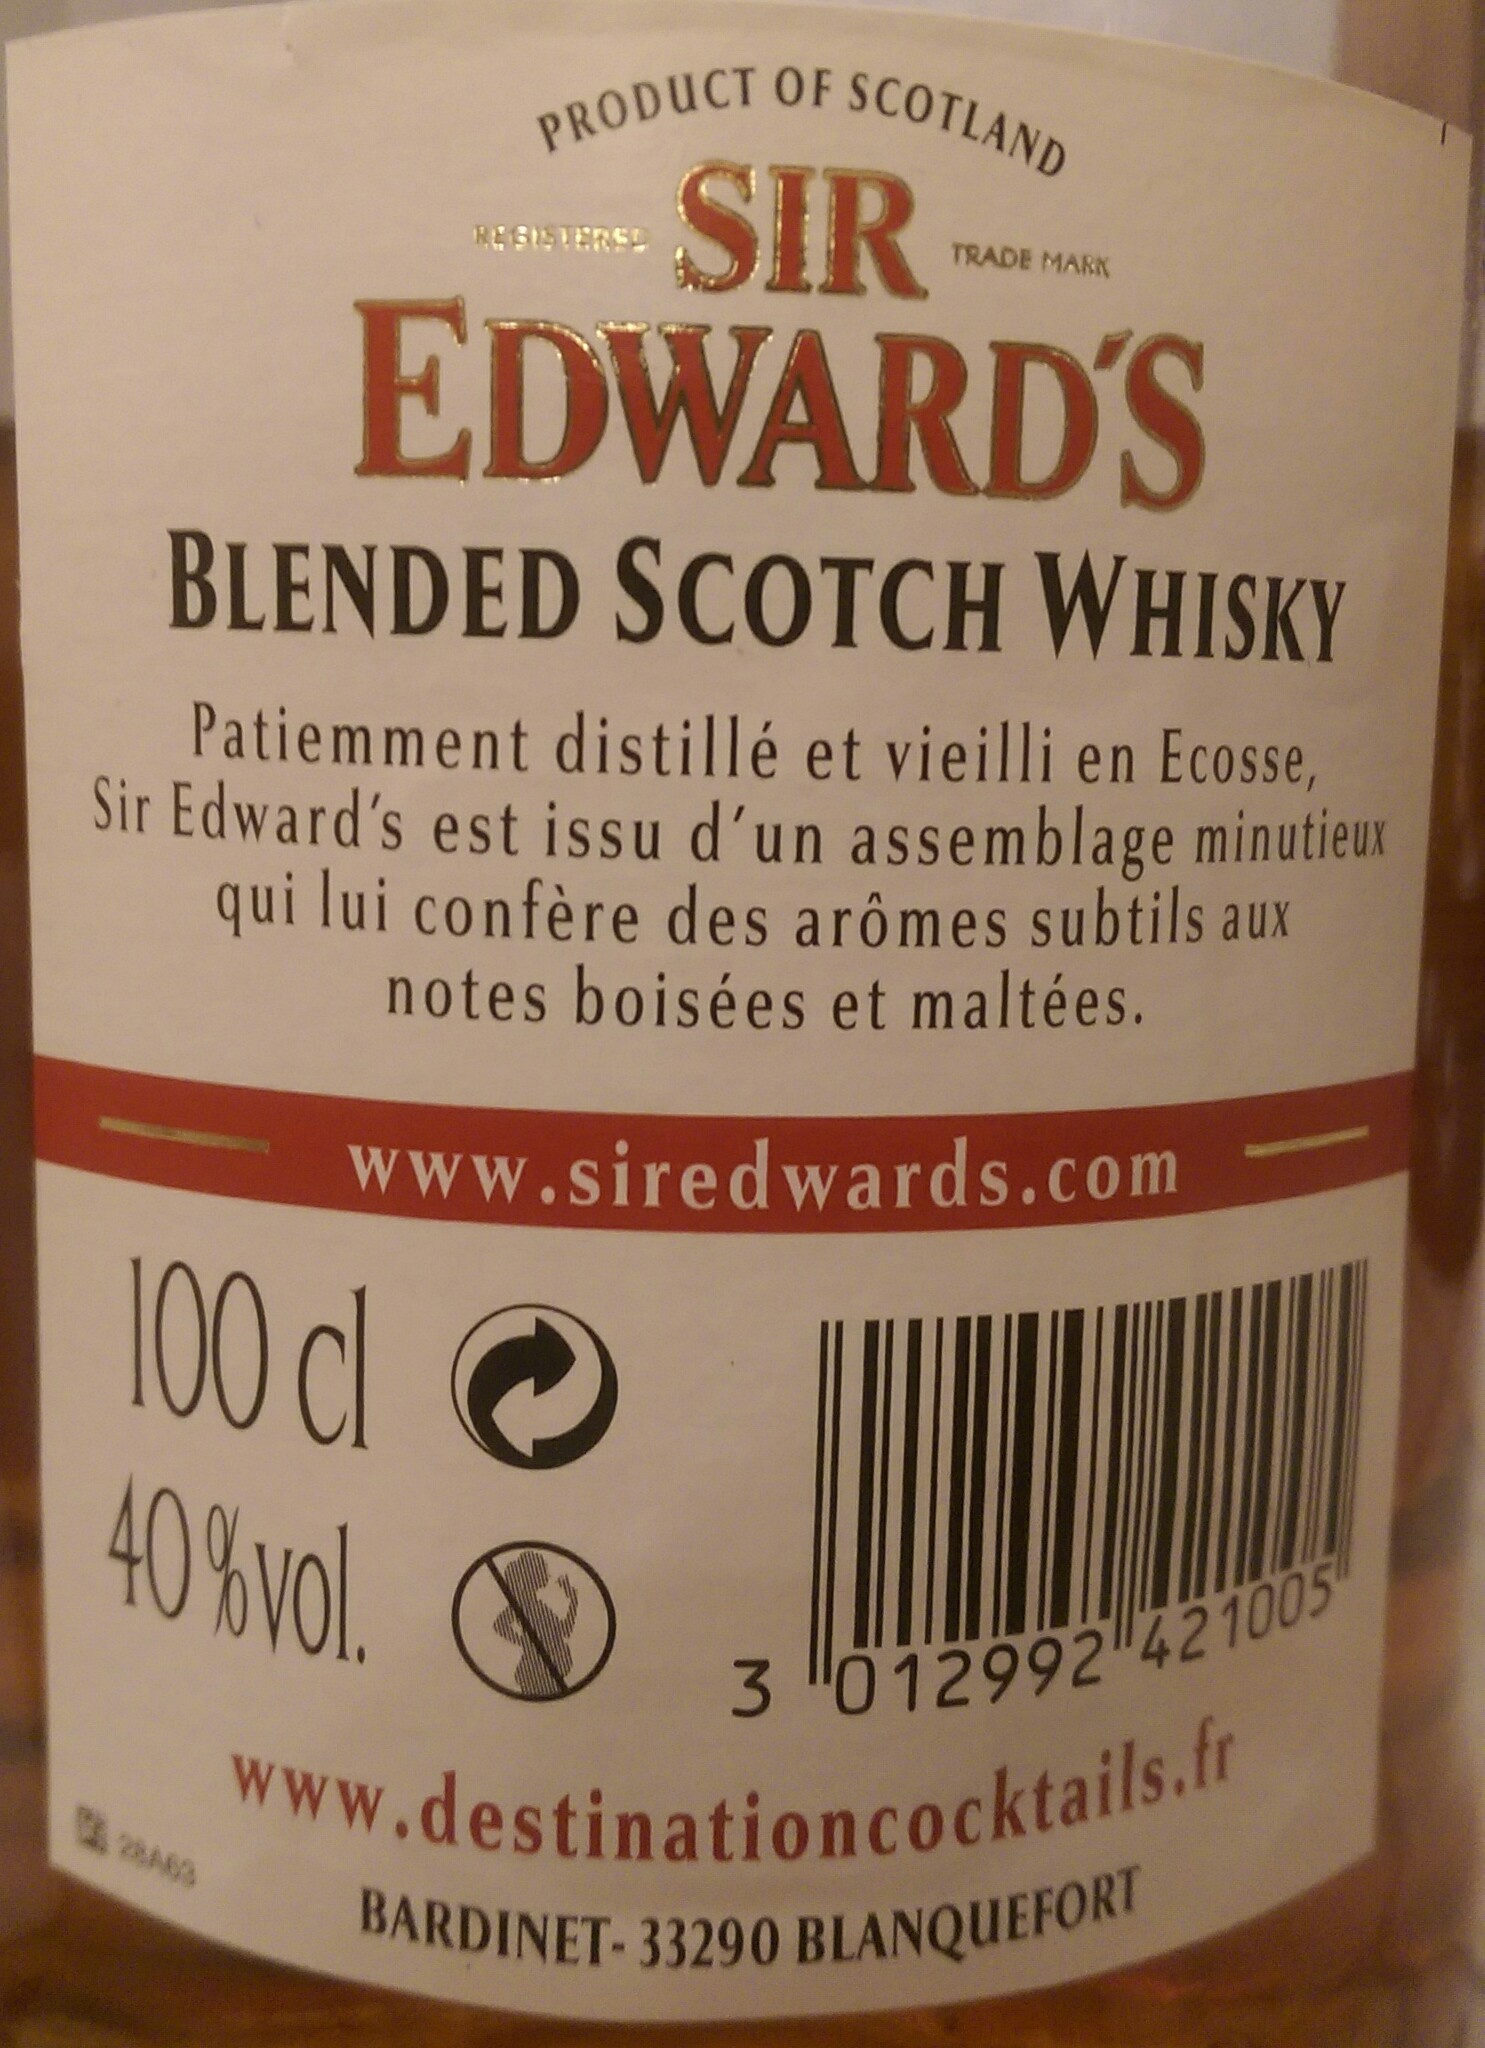 PRODUCT OF SCOTLAND
REGISTERED SIR TRADE MARK
EDWARD'S
BLENDED SCOTCH WHISKY
Patiemment distillé et vieilli en Ecosse,
Sir Edward's est issu d'un assemblage minutieux
qui lui confère des arômes subtils aux
notes boisées et maltées.
www.siredwards.com
100 cl
40%vol.
3 012992 421005
www.destinationcocktails.fr
28A63
BARDINET- 33290 BLANQUEFORT